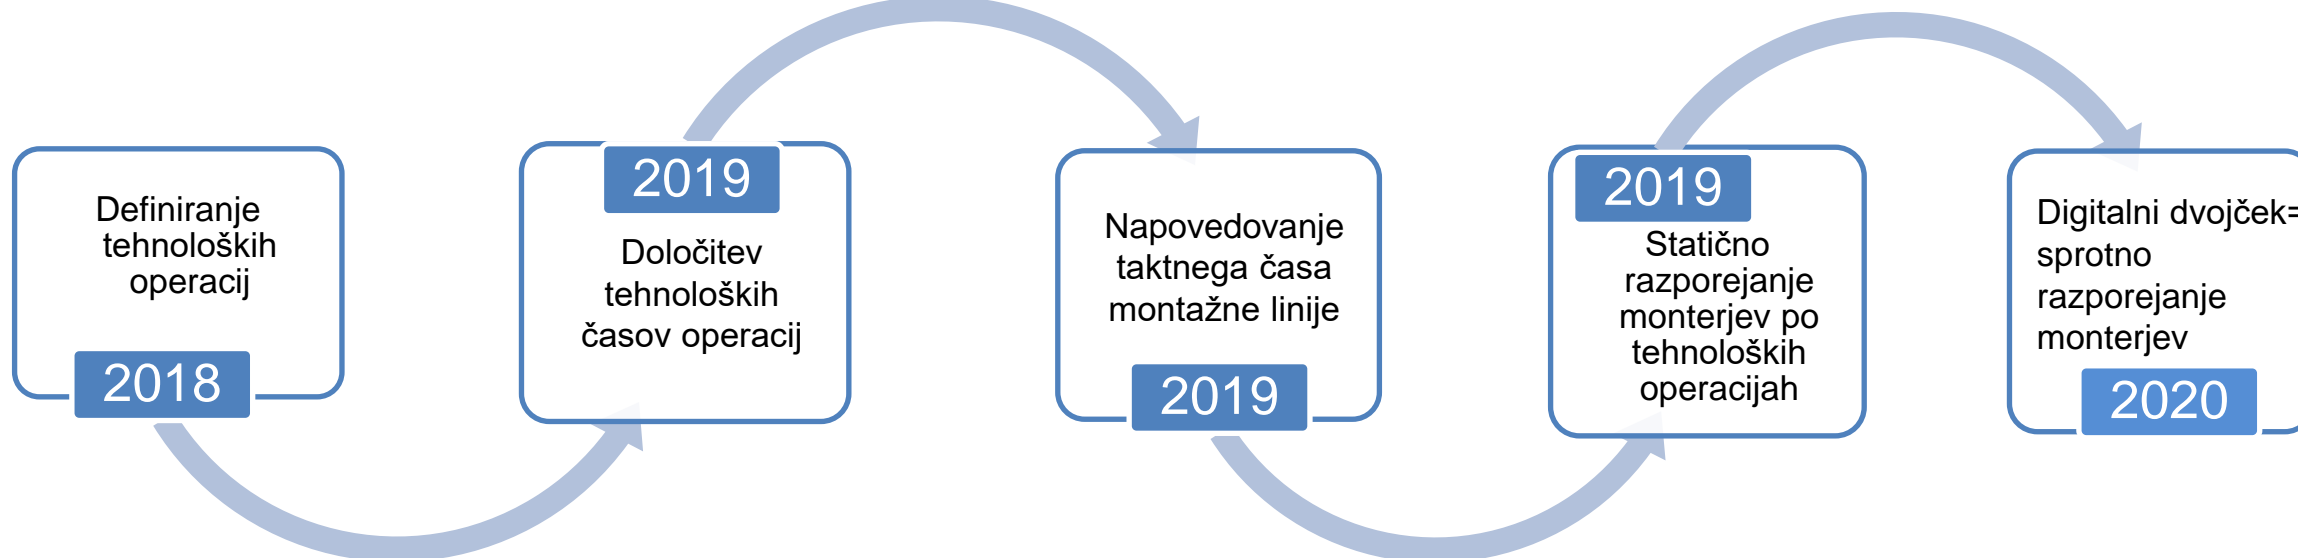 Definiranje
tehnoloških
operacij
2018
2019
Določitev
tehnoloških
časov operacij
Napovedovanje
taktnega časa
montažne linije
2019
2019
Statično
razporejanje
monterjev po
tehnoloških
operacijah
Digitalni dvojček=
sprotno
razporejanje
monterjev
2020